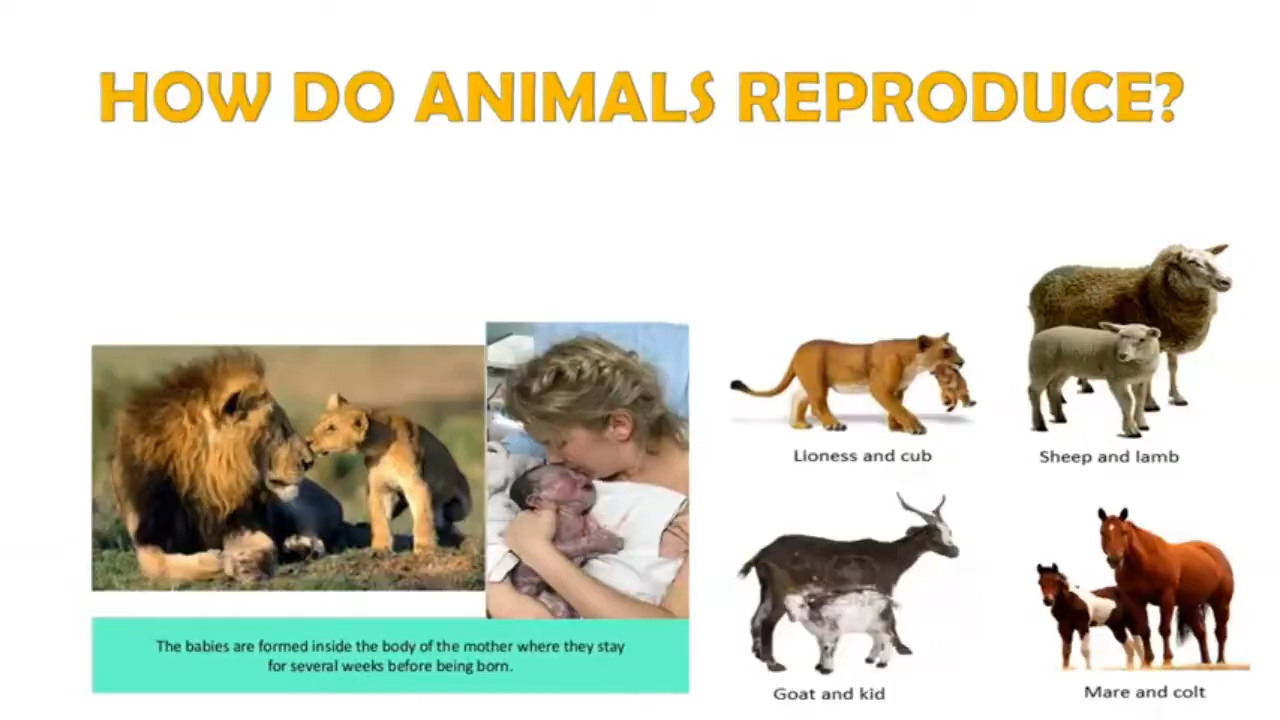 HOW DO ANIMALS REPRODUCE?
The babies are formed inside the body of the mother where they stay
for several weeks before being born.
Lioness and cub
Sheep and lamb
Goat and kid
Mare and colt